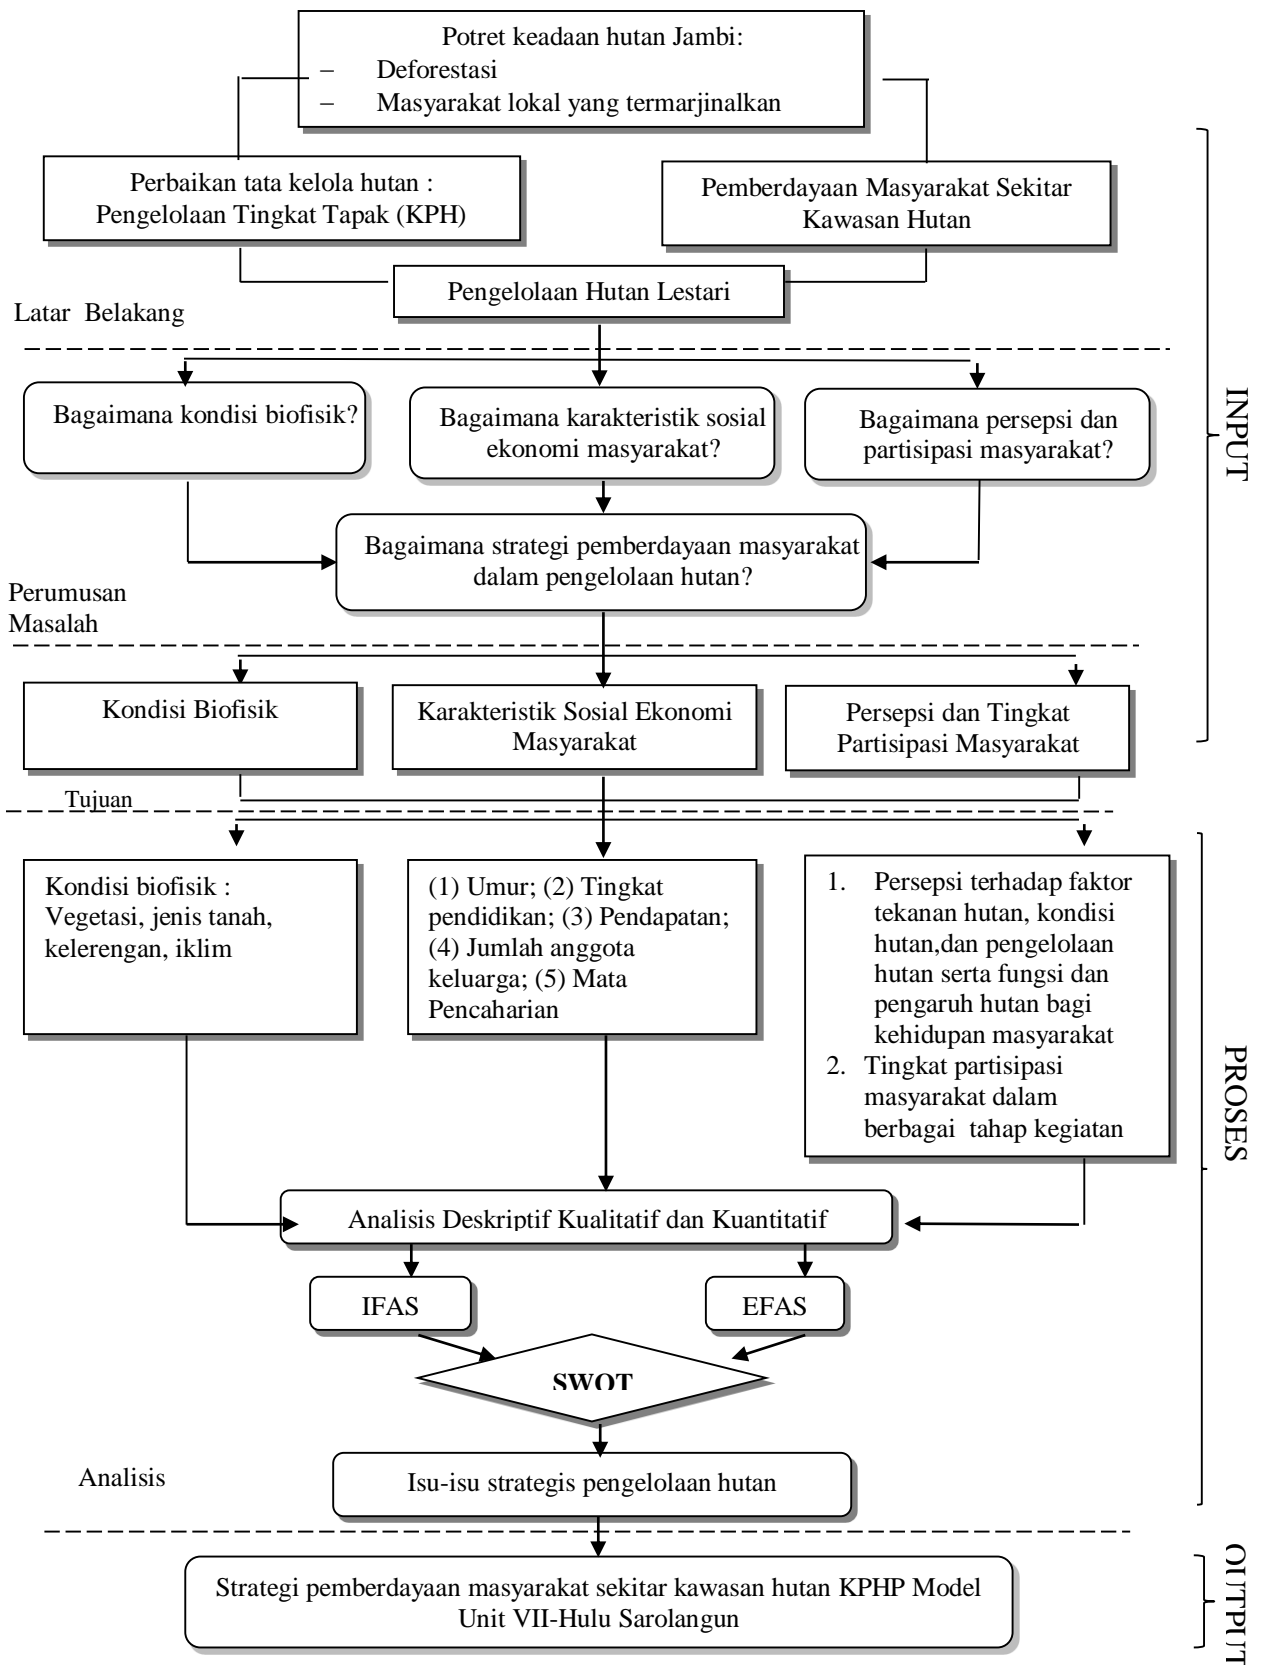 Potret keadaan hutan Jambi:
– Deforestasi
– Masyarakat lokal yang termarjinalkan
Perbaikan tata kelola hutan :
Pengelolaan Tingkat Tapak (KPH)
Pemberdayaan Masyarakat Sekitar
Kawasan Hutan
Pengelolaan Hutan Lestari
Latar Belakang
Bagaimana kondisi biofisik?
Bagaimana karakteristik sosial
ekonomi masyarakat?
Bagaimana persepsi dan
partisipasi masyarakat?
INPUT
Bagaimana strategi pemberdayaan masyarakat
dalam pengelolaan hutan?
Perumusan
Masalah
Kondisi Biofisik
Karakteristik Sosial Ekonomi
Masyarakat
Persepsi dan Tingkat
Partisipasi Masyarakat
Tujuan
Kondisi biofisik :
Vegetasi, jenis tanah,
kelerengan, iklim
(1) Umur; (2) Tingkat
pendidikan; (3) Pendapatan;
(4) Jumlah anggota
keluarga; (5) Mata
Pencaharian
1. Persepsi terhadap faktor
tekanan hutan, kondisi
hutan,dan pengelolaan
hutan serta fungsi dan
pengaruh hutan bagi
kehidupan masyarakat
2. Tingkat partisipasi
masyarakat dalam
berbagai tahap kegiatan
PROSES
Analisis Deskriptif Kualitatif dan Kuantitatif
IFAS
EFAS
SWOT
Analisis
Isu-isu strategis pengelolaan hutan
Strategi pemberdayaan masyarakat sekitar kawasan hutan KPHP Model
Unit VII-Hulu Sarolangun
OUTPUT